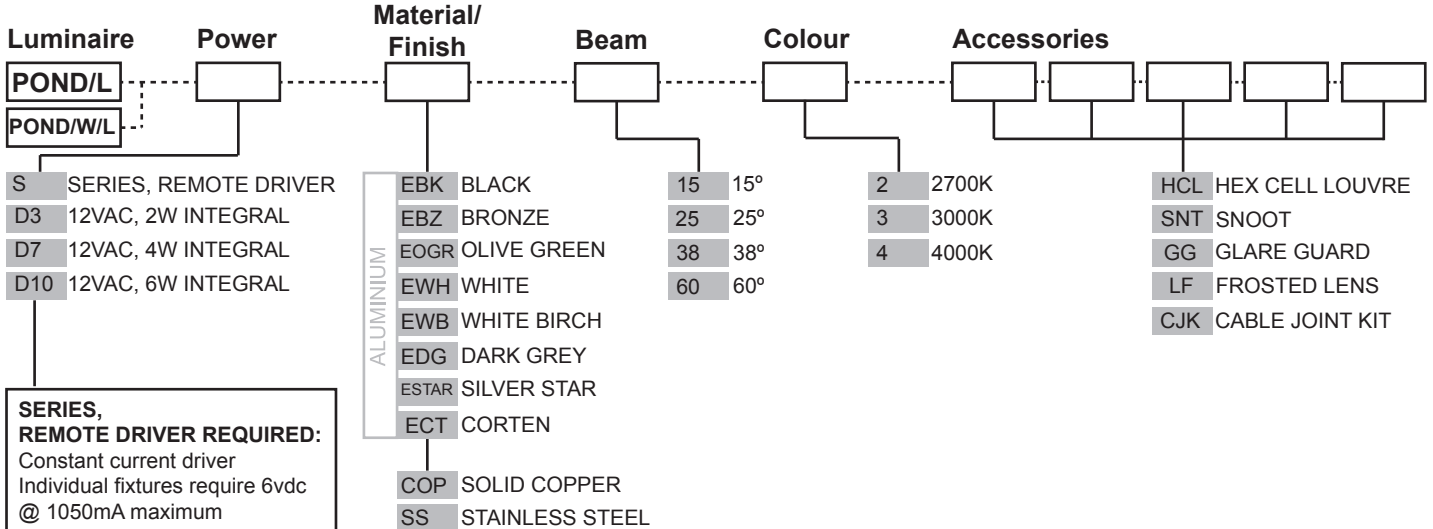 Luminaire
Power
Material/
Finish
Beam
Colour
Accessories
POND/L
POND/W/L
S SERIES, REMOTE DRIVER
D3 12VAC, 2W INTEGRAL
D7 12VAC, 4W INTEGRAL
D10 12VAC, 6W INTEGRAL
SERIES,
REMOTE DRIVER REQUIRED:
Constant current driver
Individual fixtures require 6vdc
@ 1050mA maximum
ALUMINIUM
EBK BLACK
EBZ BRONZE
EOGR OLIVE GREEN
EWH WHITE
EWB WHITE BIRCH
EDG DARK GREY
ESTAR SILVER STAR
ECT CORTEN
COP SOLID COPPER
SS STAINLESS STEEL
15 15º
25 25º
38 38º
60 60º
2 2700K
3 3000K
4 4000K
HCL HEX CELL LOUVRE
SNT SNOOT
GG GLARE GUARD
LF FROSTED LENS
CJK CABLE JOINT KIT